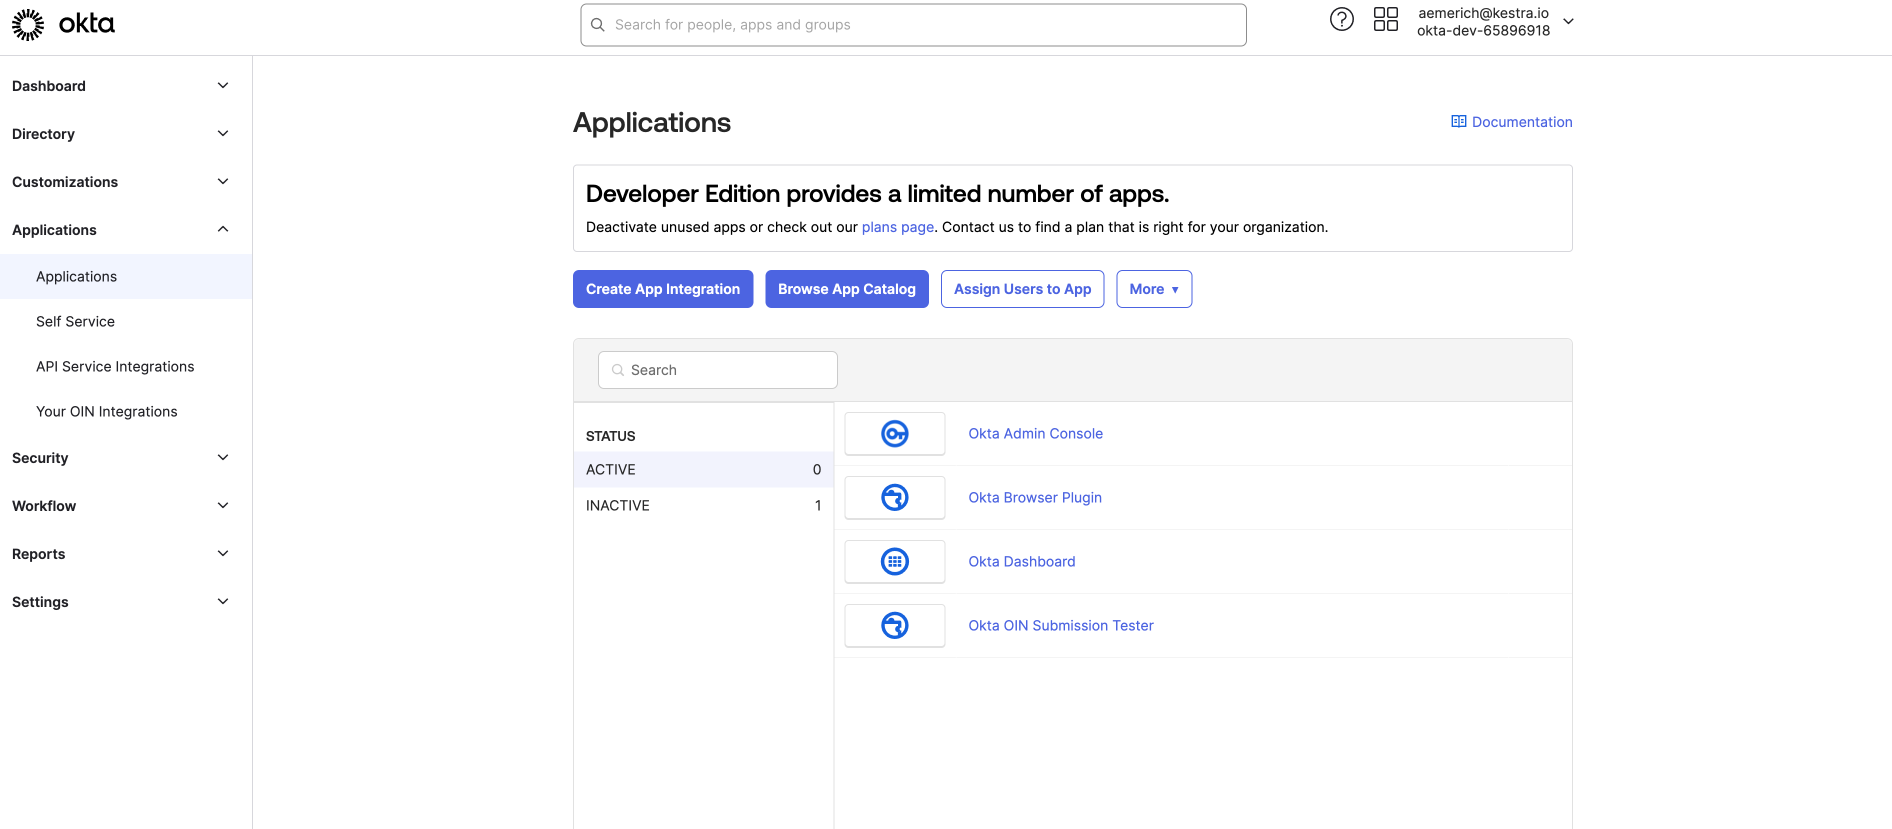 okta
Search for people, apps and groups
aemerich@kestra.io
okta-dev-65896918
Dashboard
Directory
Customizations
Applications
Applications
Self Service
API Service Integrations
Your OIN Integrations
Security
Workflow
Reports
Settings
Applications
Documentation
Developer Edition provides a limited number of apps.
Deactivate unused apps or check out our plans page. Contact us to find a plan that is right for your organization.
Create App Integration
Browse App Catalog
Assign Users to App
More ▼
Search
STATUS
ACTIVE 0
INACTIVE 1
Okta Admin Console
Okta Browser Plugin
Okta Dashboard
Okta OIN Submission Tester